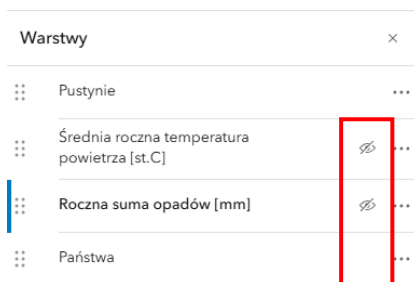 Warstwy
Pustynie
Średnia roczna temperatura
powietrza [st.C]
Roczna suma opadów [mm]
Państwa